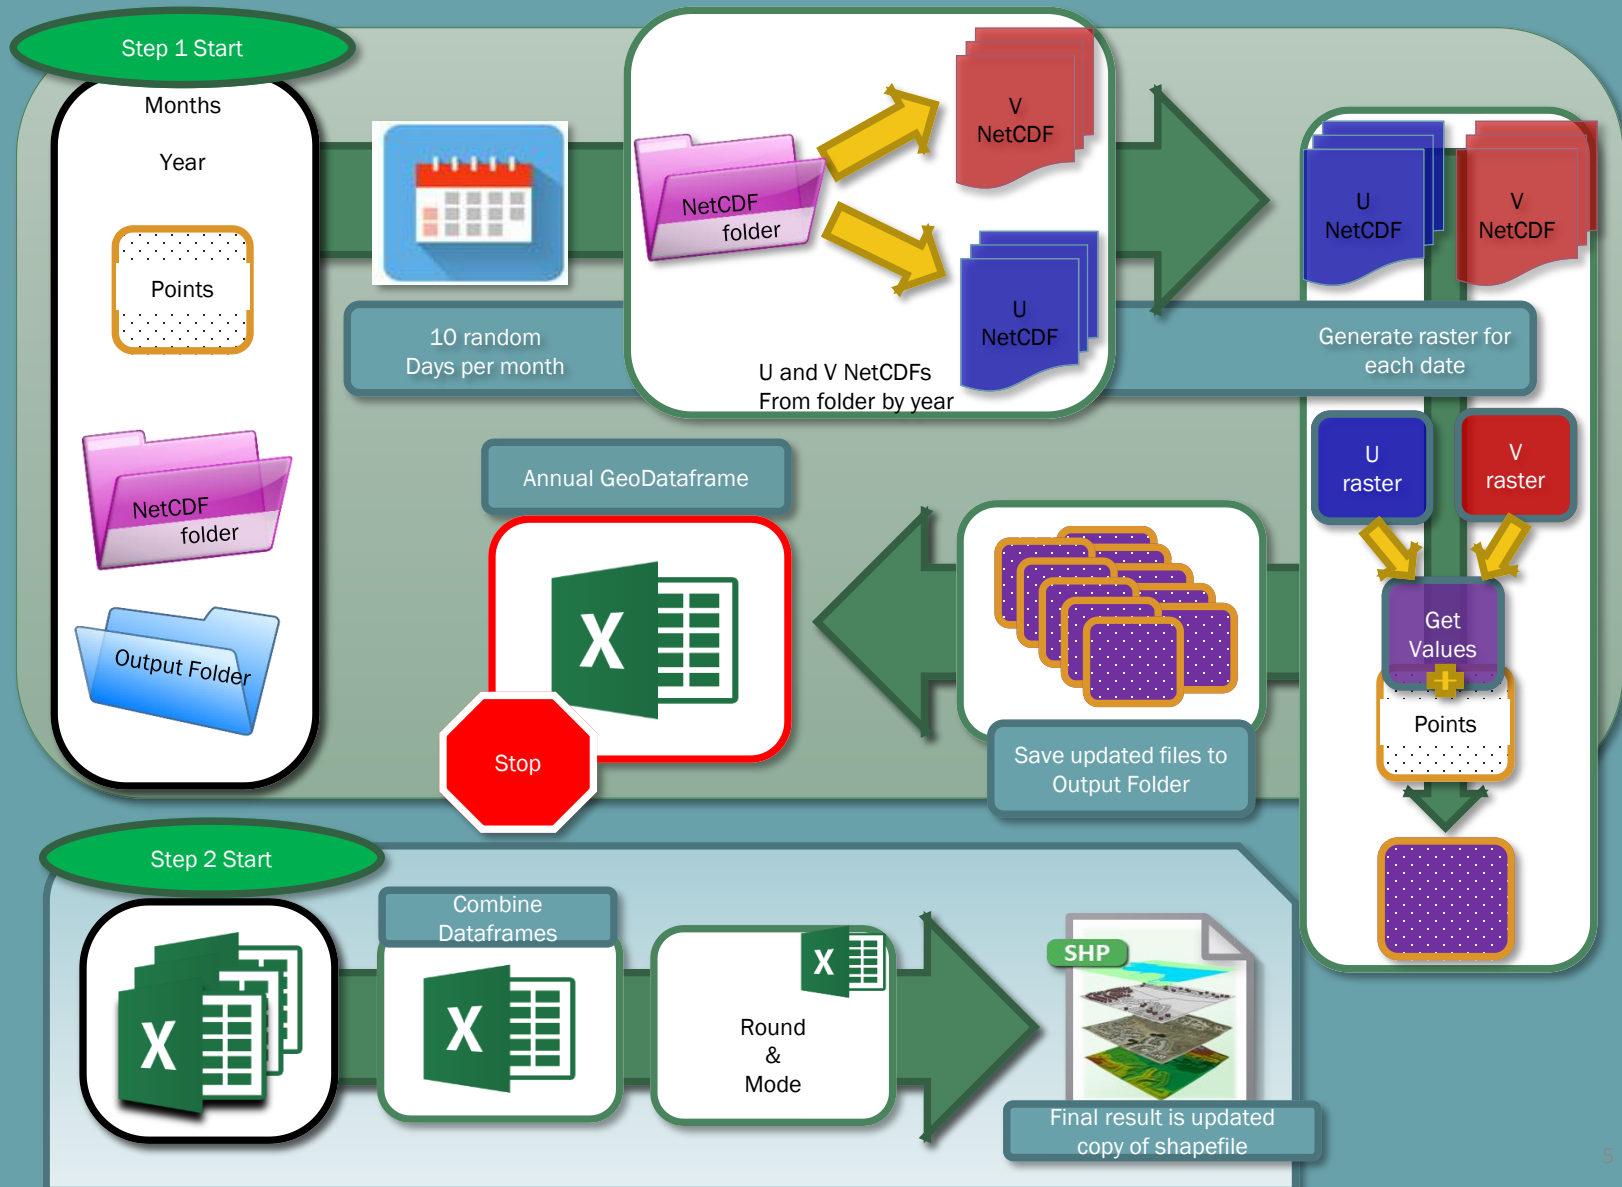 Step 1 Start
Months
Year
Points
NetCDF
folder
Output Folder
10 random
Days per month
NetCDF
folder
V
NetCDF
U
NetCDF
U and V NetCDFs
From folder by year
U
NetCDF
V
NetCDF
Generate raster for
each date
U
raster
V
raster
Get
Values
Points
Save updated files to
Output Folder
Annual GeoDataframe
X
Stop
Step 2 Start
X
Combine
Dataframes
X
X
Round
&
Mode
SHP
Final result is updated
copy of shapefile
5